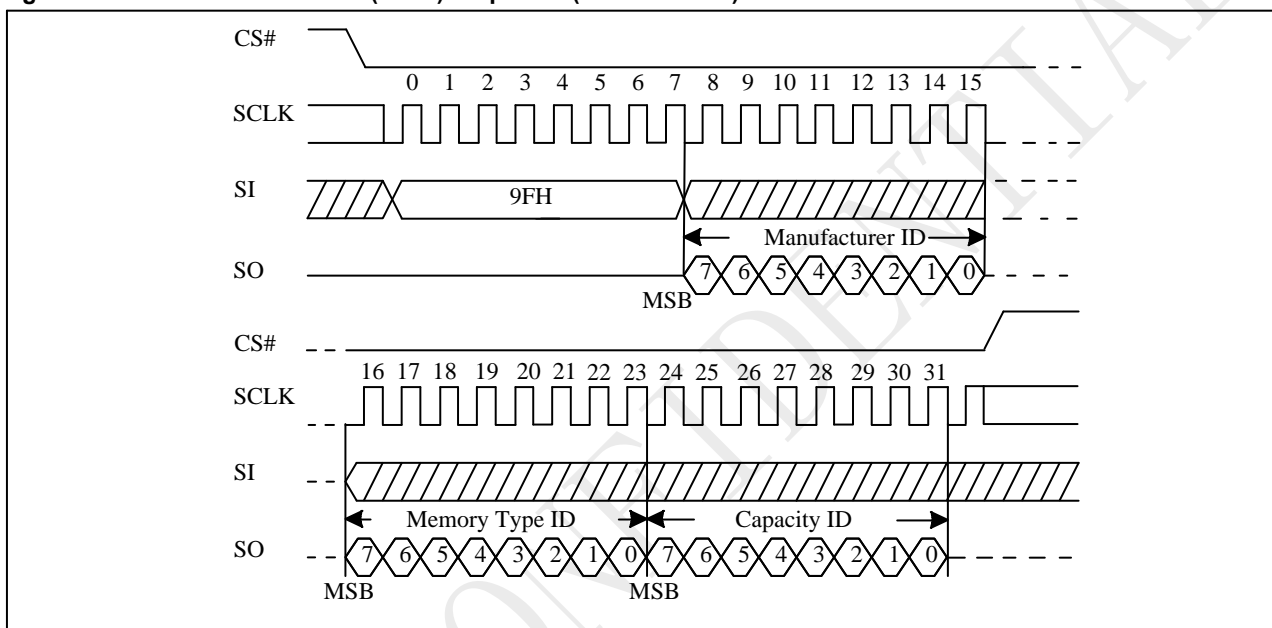 CS#
0 1 2 3 4 5 6 7 8 9 10 11 12 13 14 15
SCLK
SI
9FH
Manufacturer ID
SO
7 6 5 4 3 2 1 0
MSB
CS#
16 17 18 19 20 21 22 23 24 25 26 27 28 29 30 31
SCLK
SI
Memory Type ID Capacity ID
SO
7 6 5 4 3 2 1 0 7 6 5 4 3 2 1 0
MSB MSB